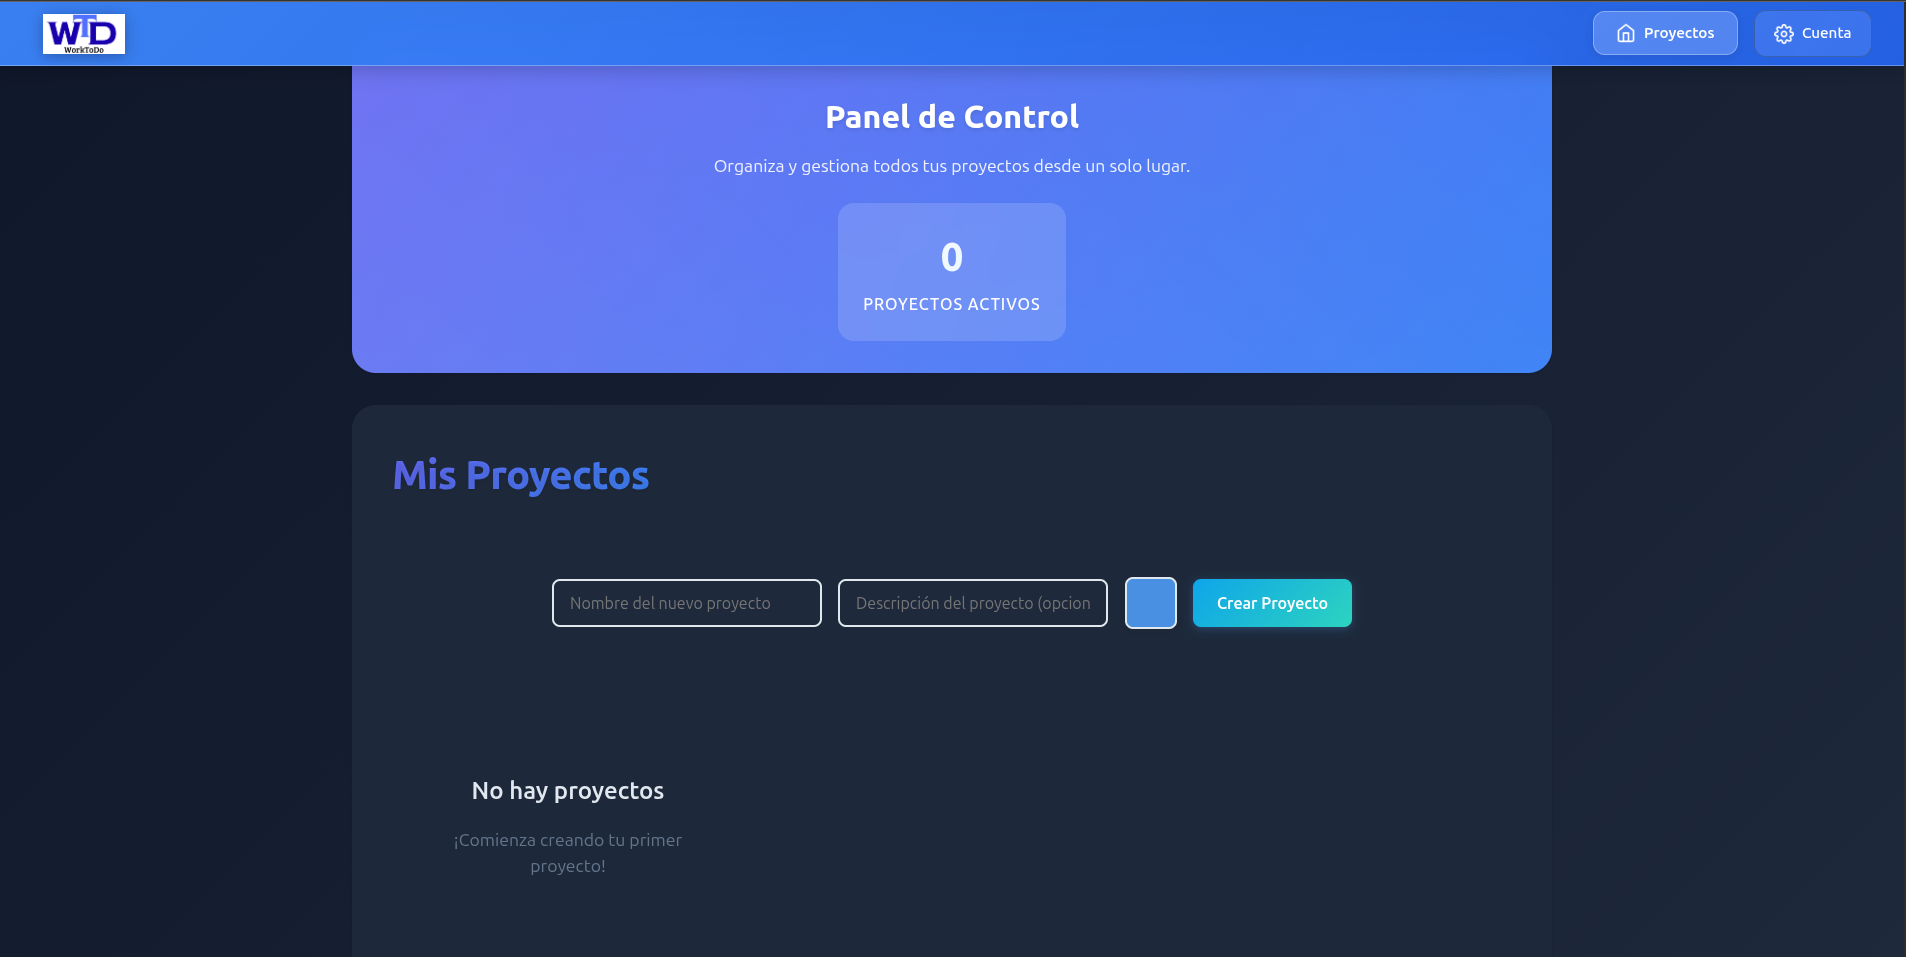 WTD
WorkToDo
Proyectos
Cuenta
Panel de Control
Organiza y gestiona todos tus proyectos desde un solo lugar.
0
PROYECTOS ACTIVOS
Mis Proyectos
Nombre del nuevo proyecto
Descripción del proyecto (opcion
Crear Proyecto
No hay proyectos
¡Comienza creando tu primer
proyecto!